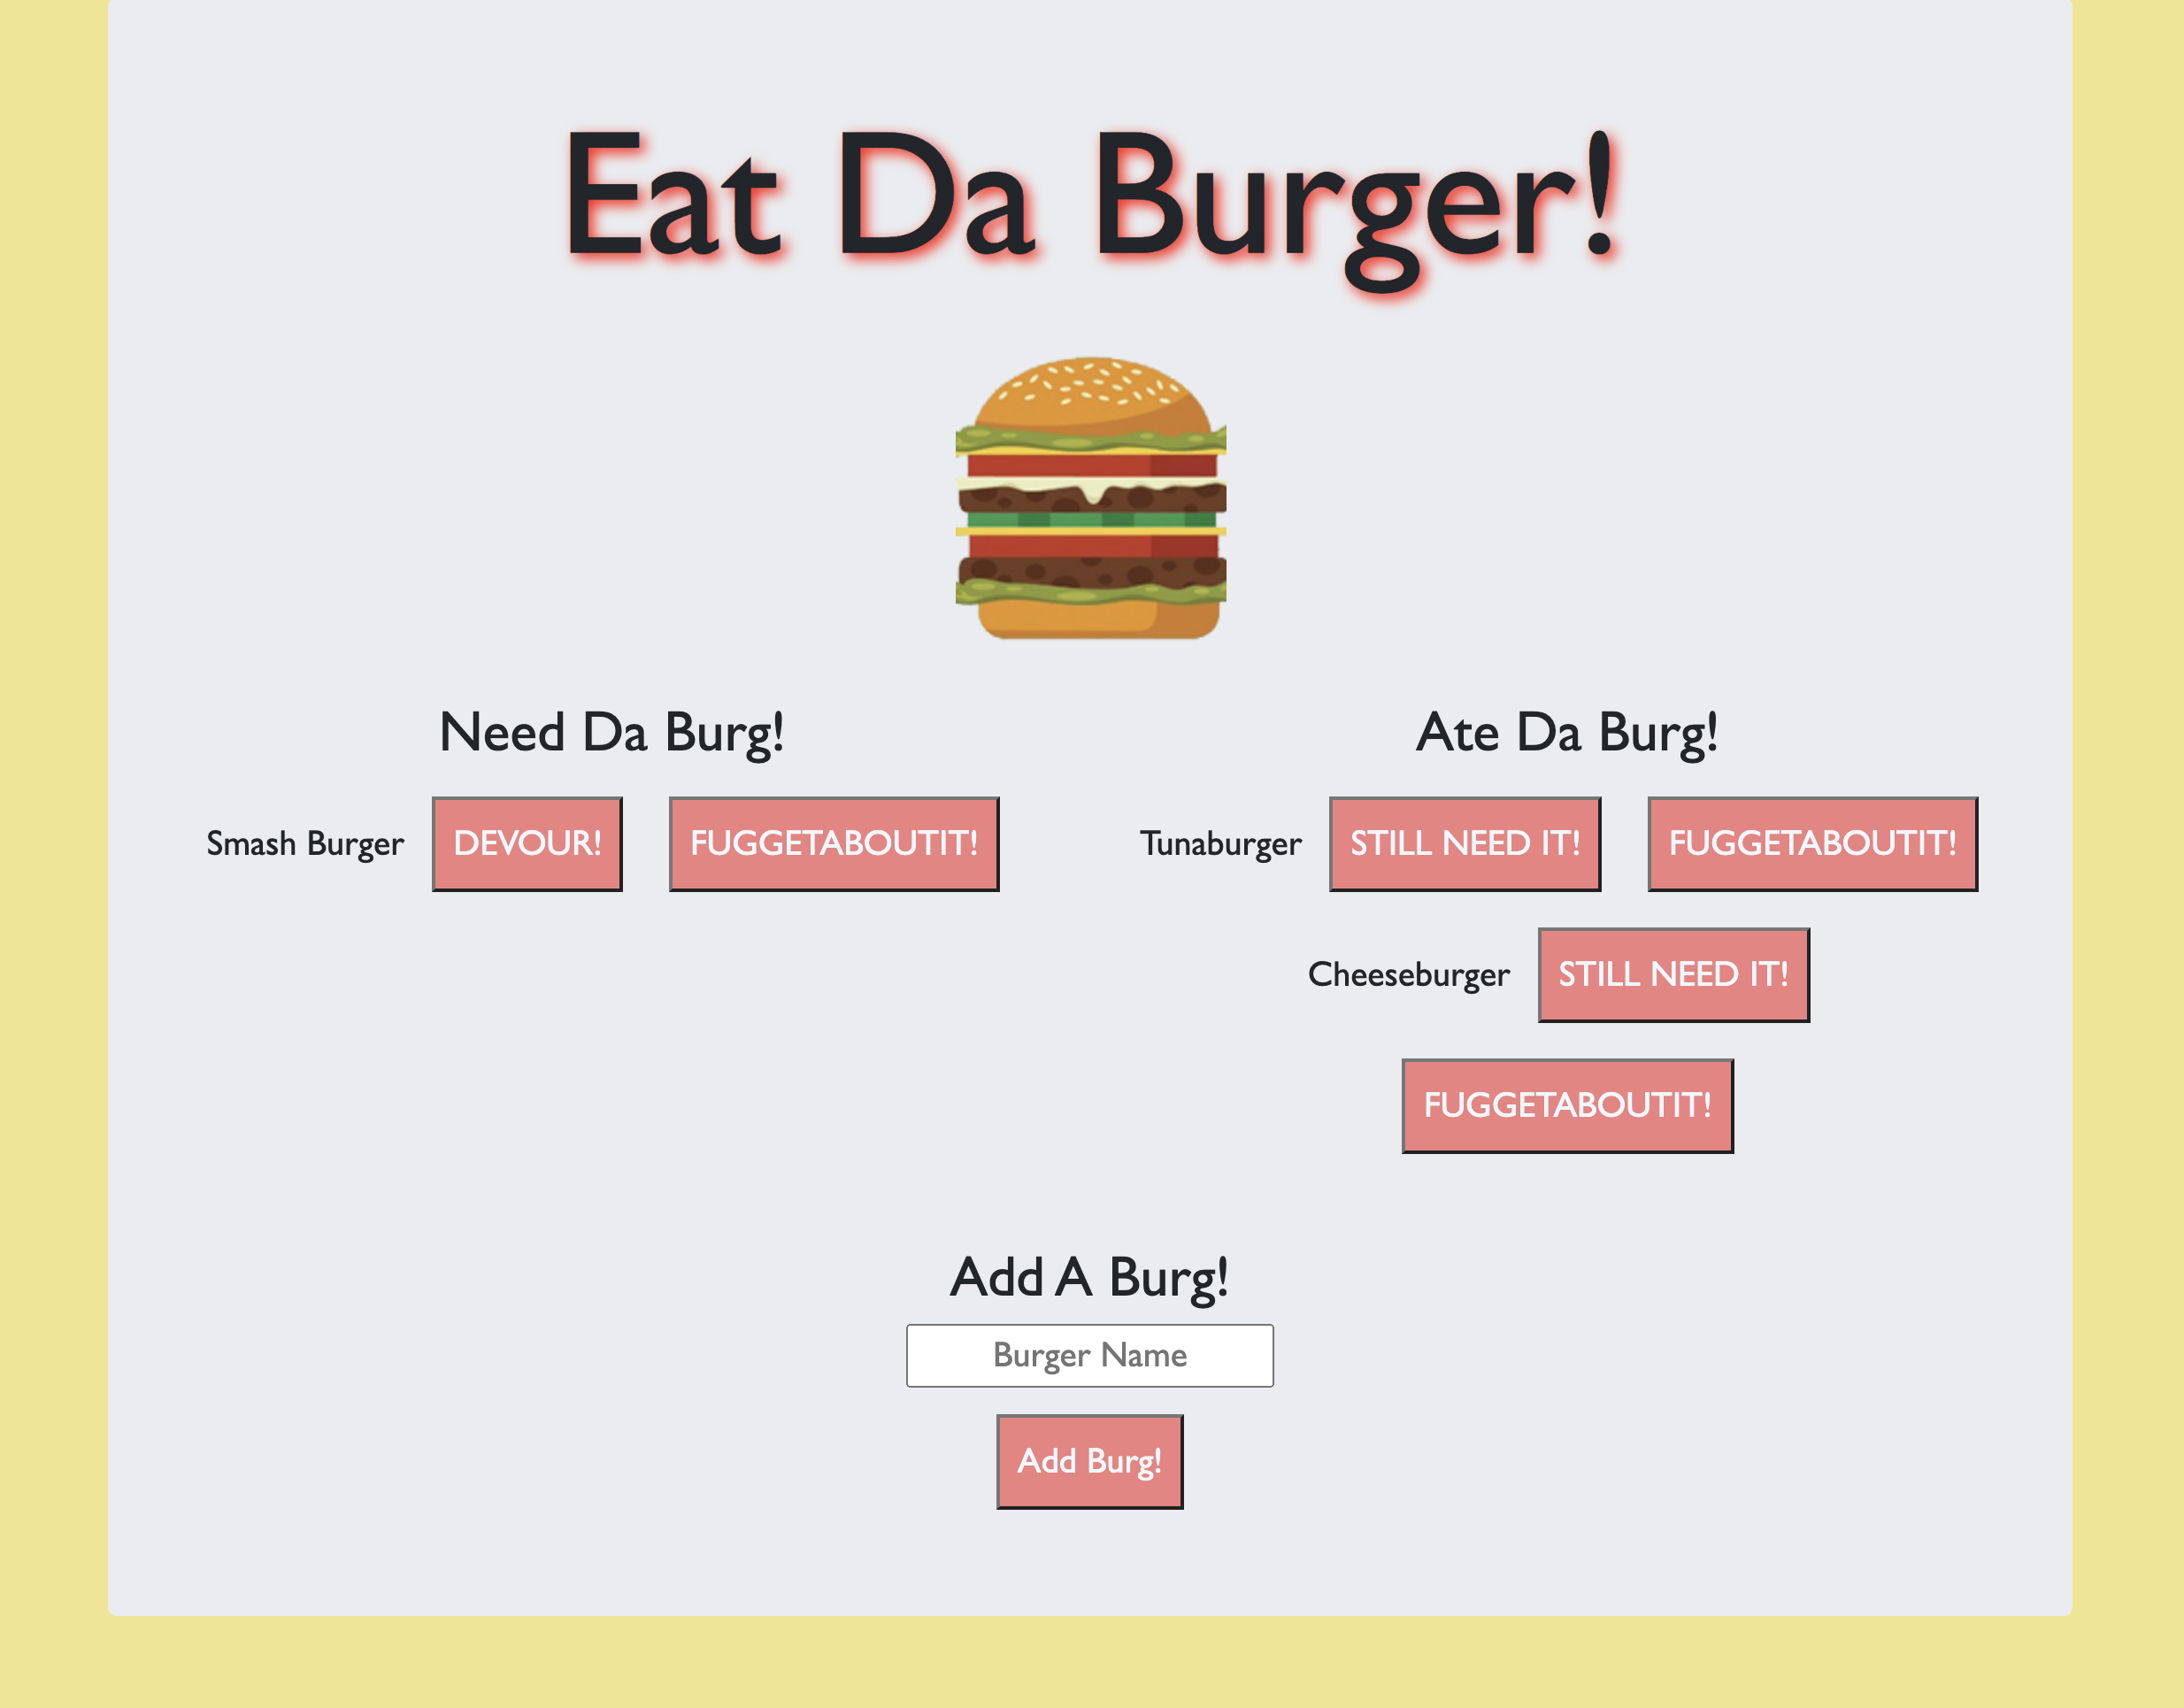 Eat Da Burger!
Need Da Burg!
Smash Burger DEVOUR! FUGGETABOUTIT!
Ate Da Burg!
Tunaburger STILL NEED IT! FUGGETABOUTIT!
Cheeseburger STILL NEED IT!
FUGGETABOUTIT!
Add A Burg!
Burger Name
Add Burg!